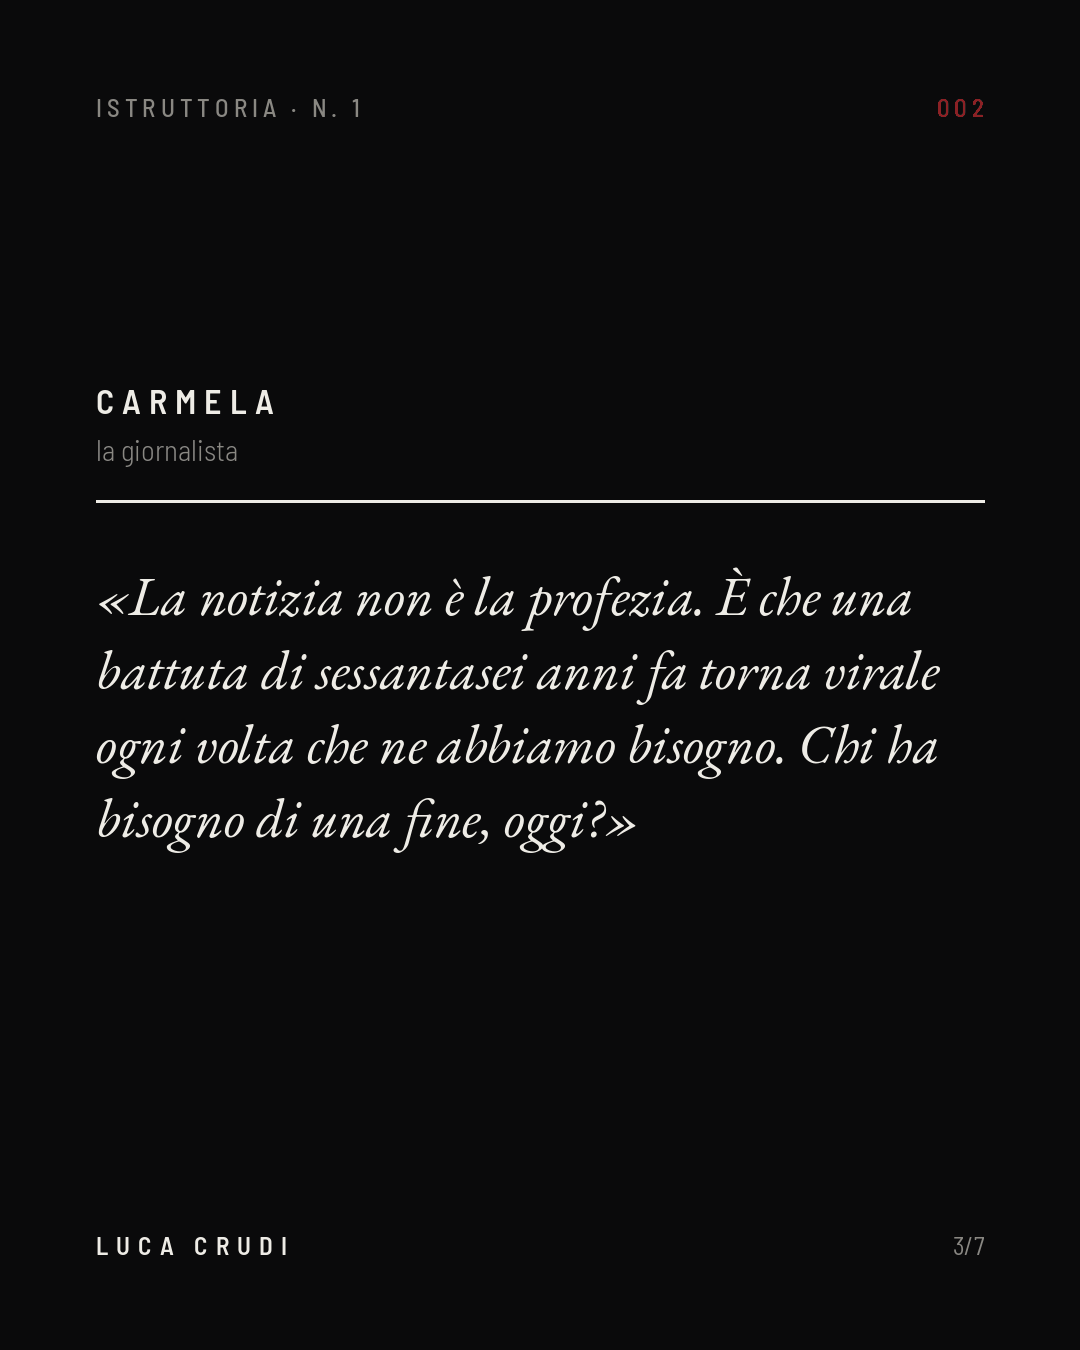 ISTRUTTORIA · N. 1
002
CARMELA
la giornalista
«La notizia non è la profezia. È che una
battuta di sessantasei anni fa torna virale
ogni volta che ne abbiamo bisogno. Chi ha
bisogno di una fine, oggi?»
LUCA CRUDI
3/7